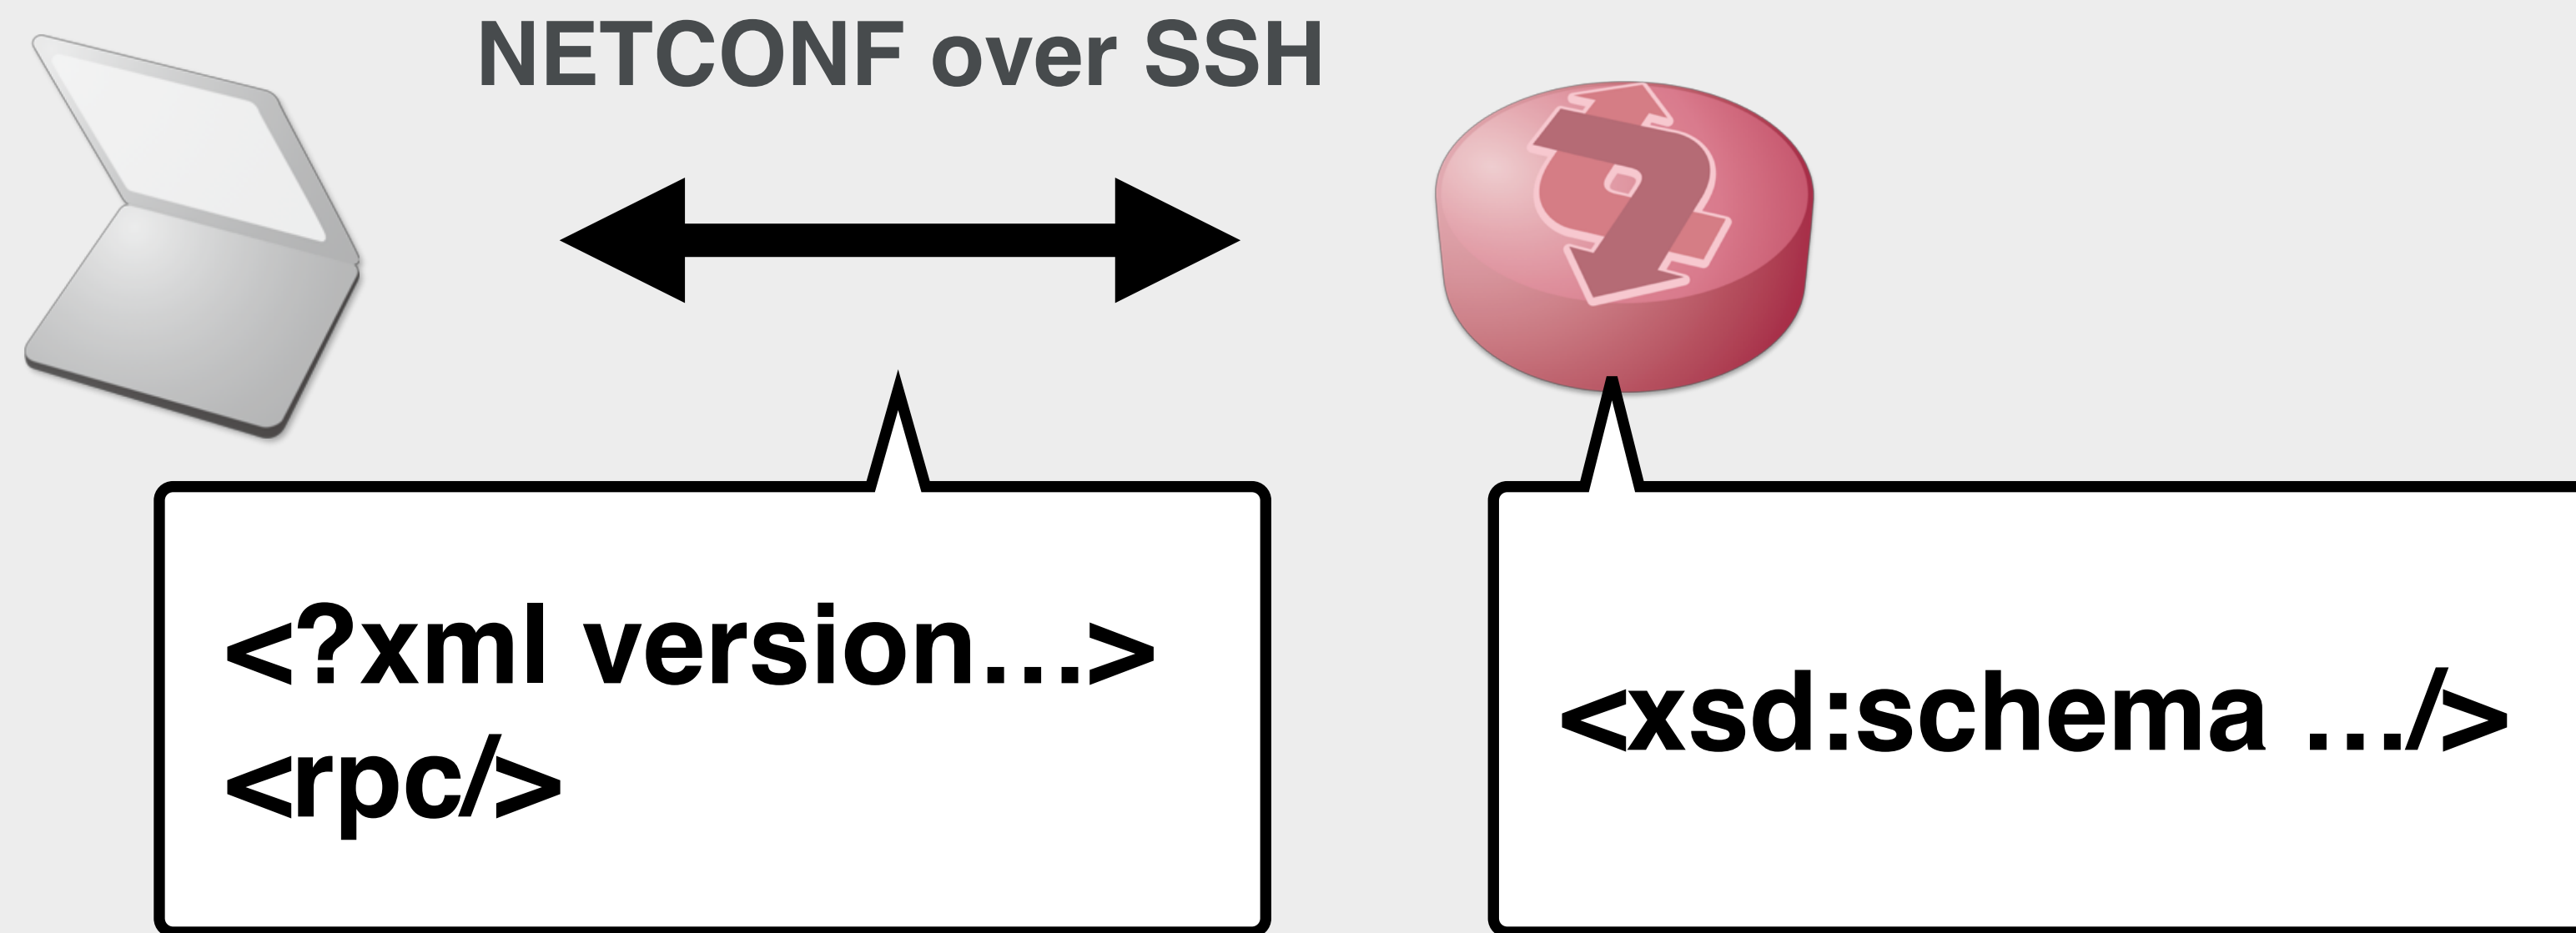 NETCONF over SSH
<?xml version…>
<rpc/>
<xsd:schema …/>